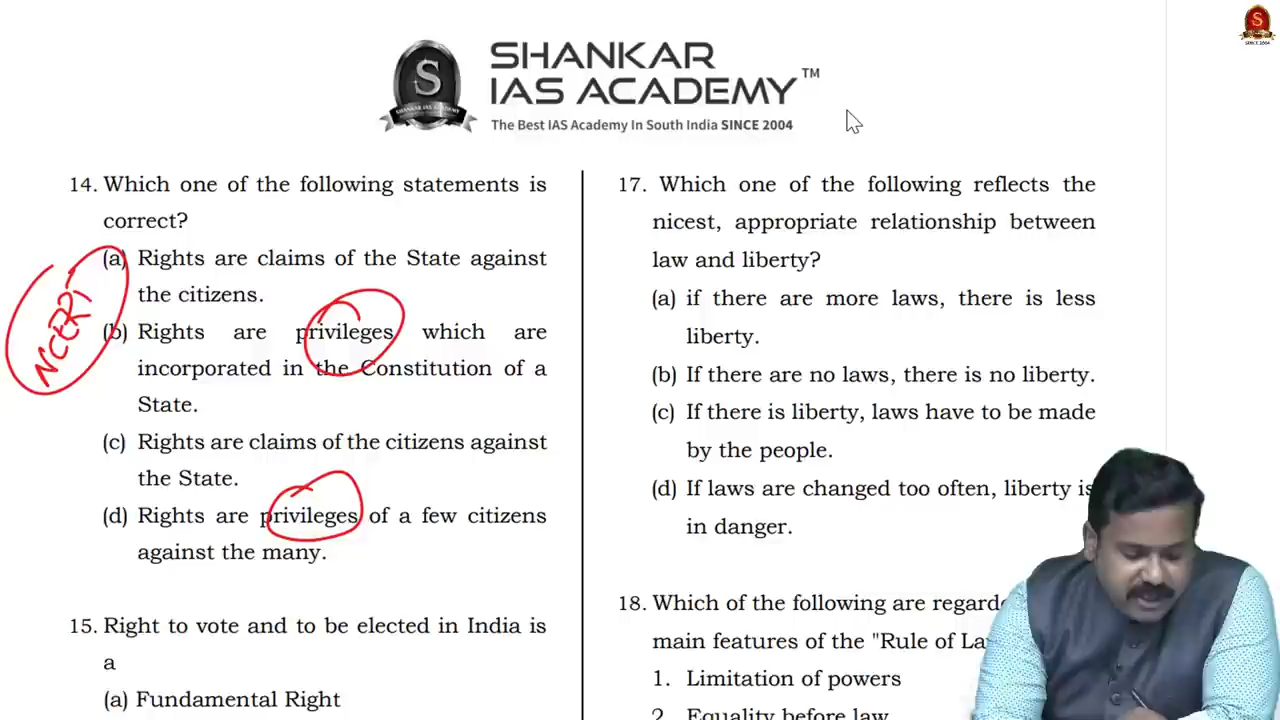 SHANKAR
IAS ACADEMY™
The Best IAS Academy In South India SINCE 2004
SHANKAR IAS ACADEMY
S
S
SINCE 2004
14. Which one of the following statements is
correct?
(a) Rights are claims of the State against
the citizens.
(b) Rights are privileges which are
incorporated in the Constitution of a
State.
(c) Rights are claims of the citizens against
the State.
(d) Rights are privileges of a few citizens
against the many.
NCERT
15. Right to vote and to be elected in India is
a
(a) Fundamental Right
17. Which one of the following reflects the
nicest, appropriate relationship between
law and liberty?
(a) if there are more laws, there is less
liberty.
(b) If there are no laws, there is no liberty.
(c) If there is liberty, laws have to be made
by the people.
(d) If laws are changed too often, liberty is
in danger.
18. Which of the following are
main features of the "Rule of
1. Limitation of powers
2. Equality before law